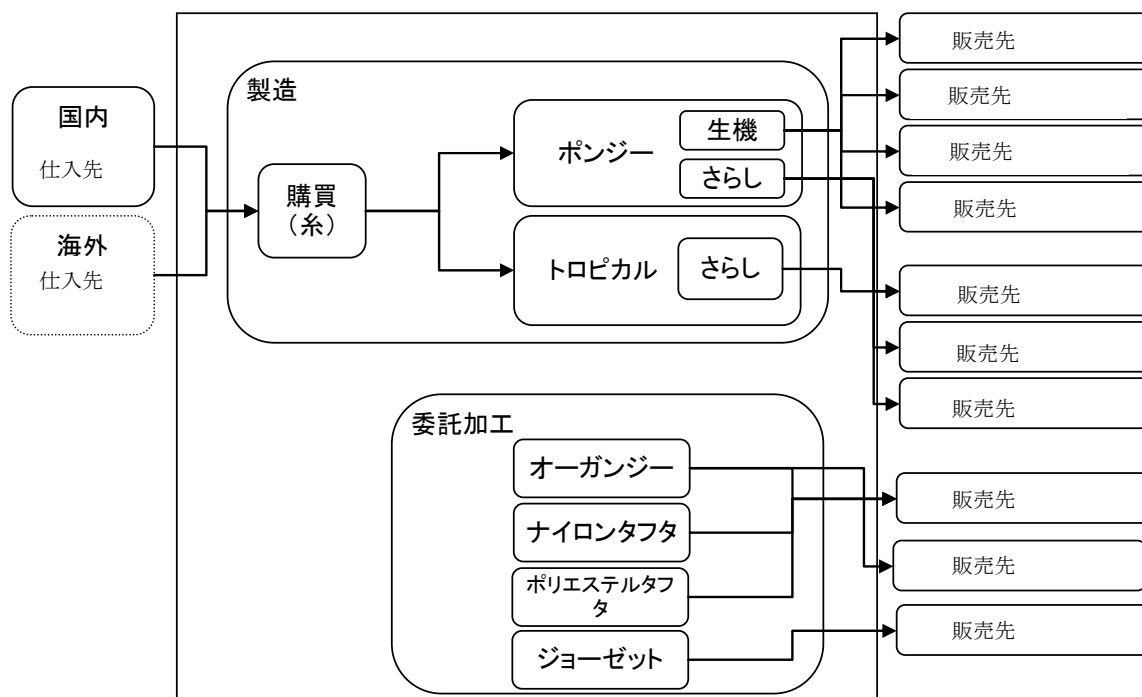 国内
仕入先
海外
仕入先
製造
購買
（糸）
ポンジー
生機
さらし
トロピカル
さらし
委託加工
オーガンジー
ナイロンタフタ
ポリエステルタフ
タ
ジョーゼット
販売先
販売先
販売先
販売先
販売先
販売先
販売先
販売先
販売先
販売先